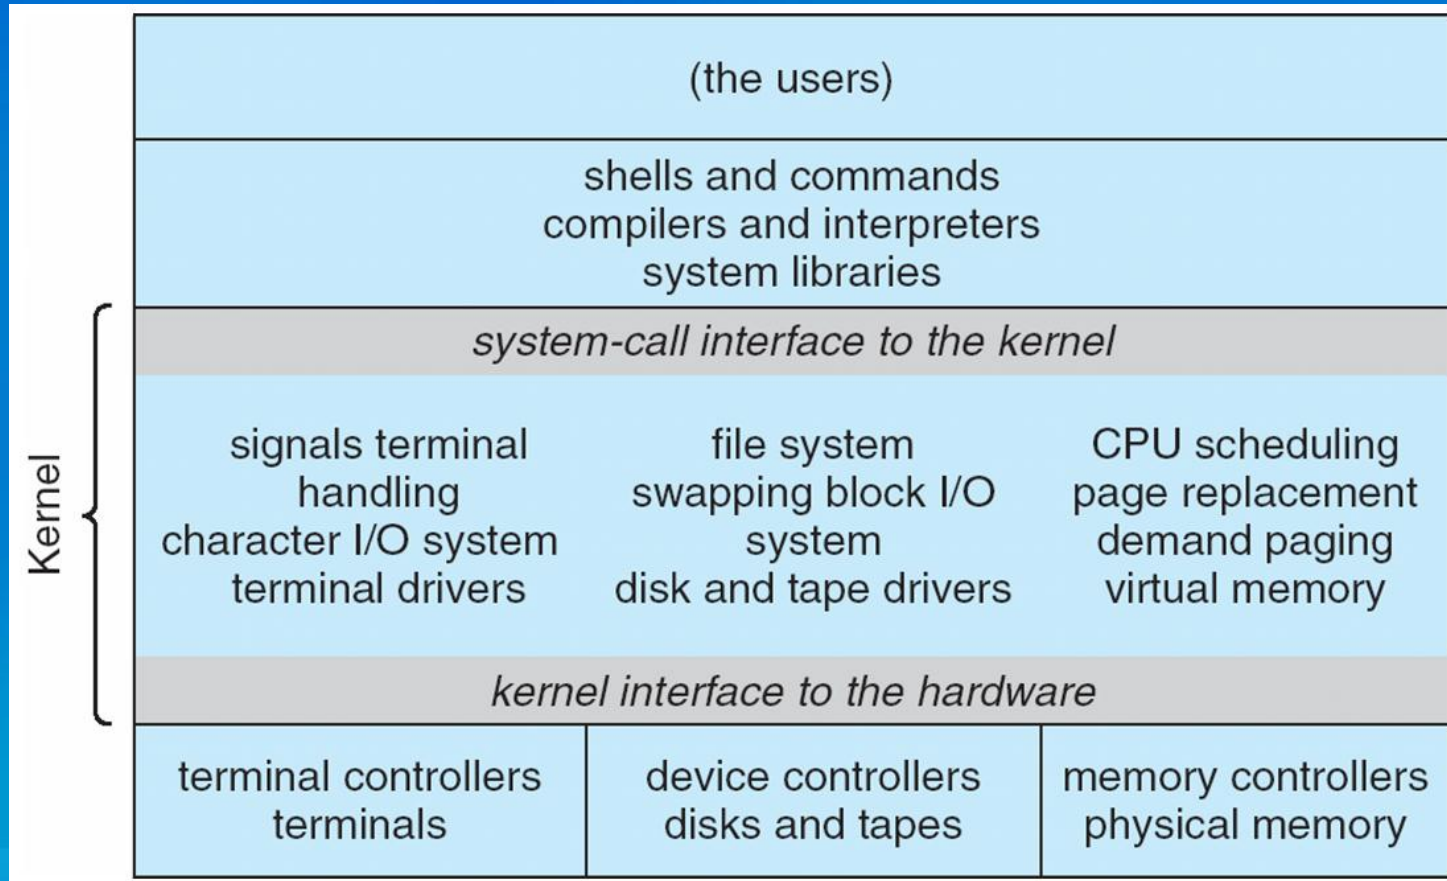 (the users)
shells and commands
compilers and interpreters
system libraries
Kernel
system-call interface to the kernel
signals terminal
handling
character I/O system
terminal drivers
file system
swapping block I/O
system
disk and tape drivers
CPU scheduling
page replacement
demand paging
virtual memory
kernel interface to the hardware
terminal controllers
terminals
device controllers
disks and tapes
memory controllers
physical memory